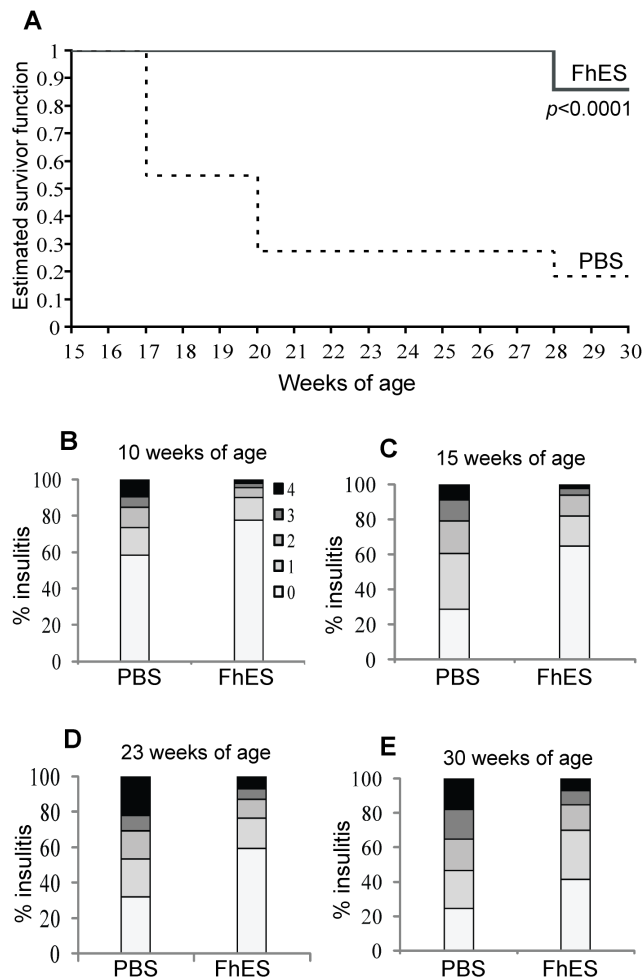 A
Estimated survivor function
1
0.9
0.8
0.7
0.6
0.5
0.4
0.3
0.2
0.1
0
FhES
p<0.0001
PBS
15 16 17 18 19 20 21 22 23 24 25 26 27 28 29 30
Weeks of age
B
10 weeks of age
% insulitis
100
80
60
40
20
0
4
3
2
1
0
PBS FhES
C
15 weeks of age
% insulitis
100
80
60
40
20
0
PBS FhES
D
23 weeks of age
% insulitis
100
80
60
40
20
0
PBS FhES
E
30 weeks of age
% insulitis
100
80
60
40
20
0
PBS FhES